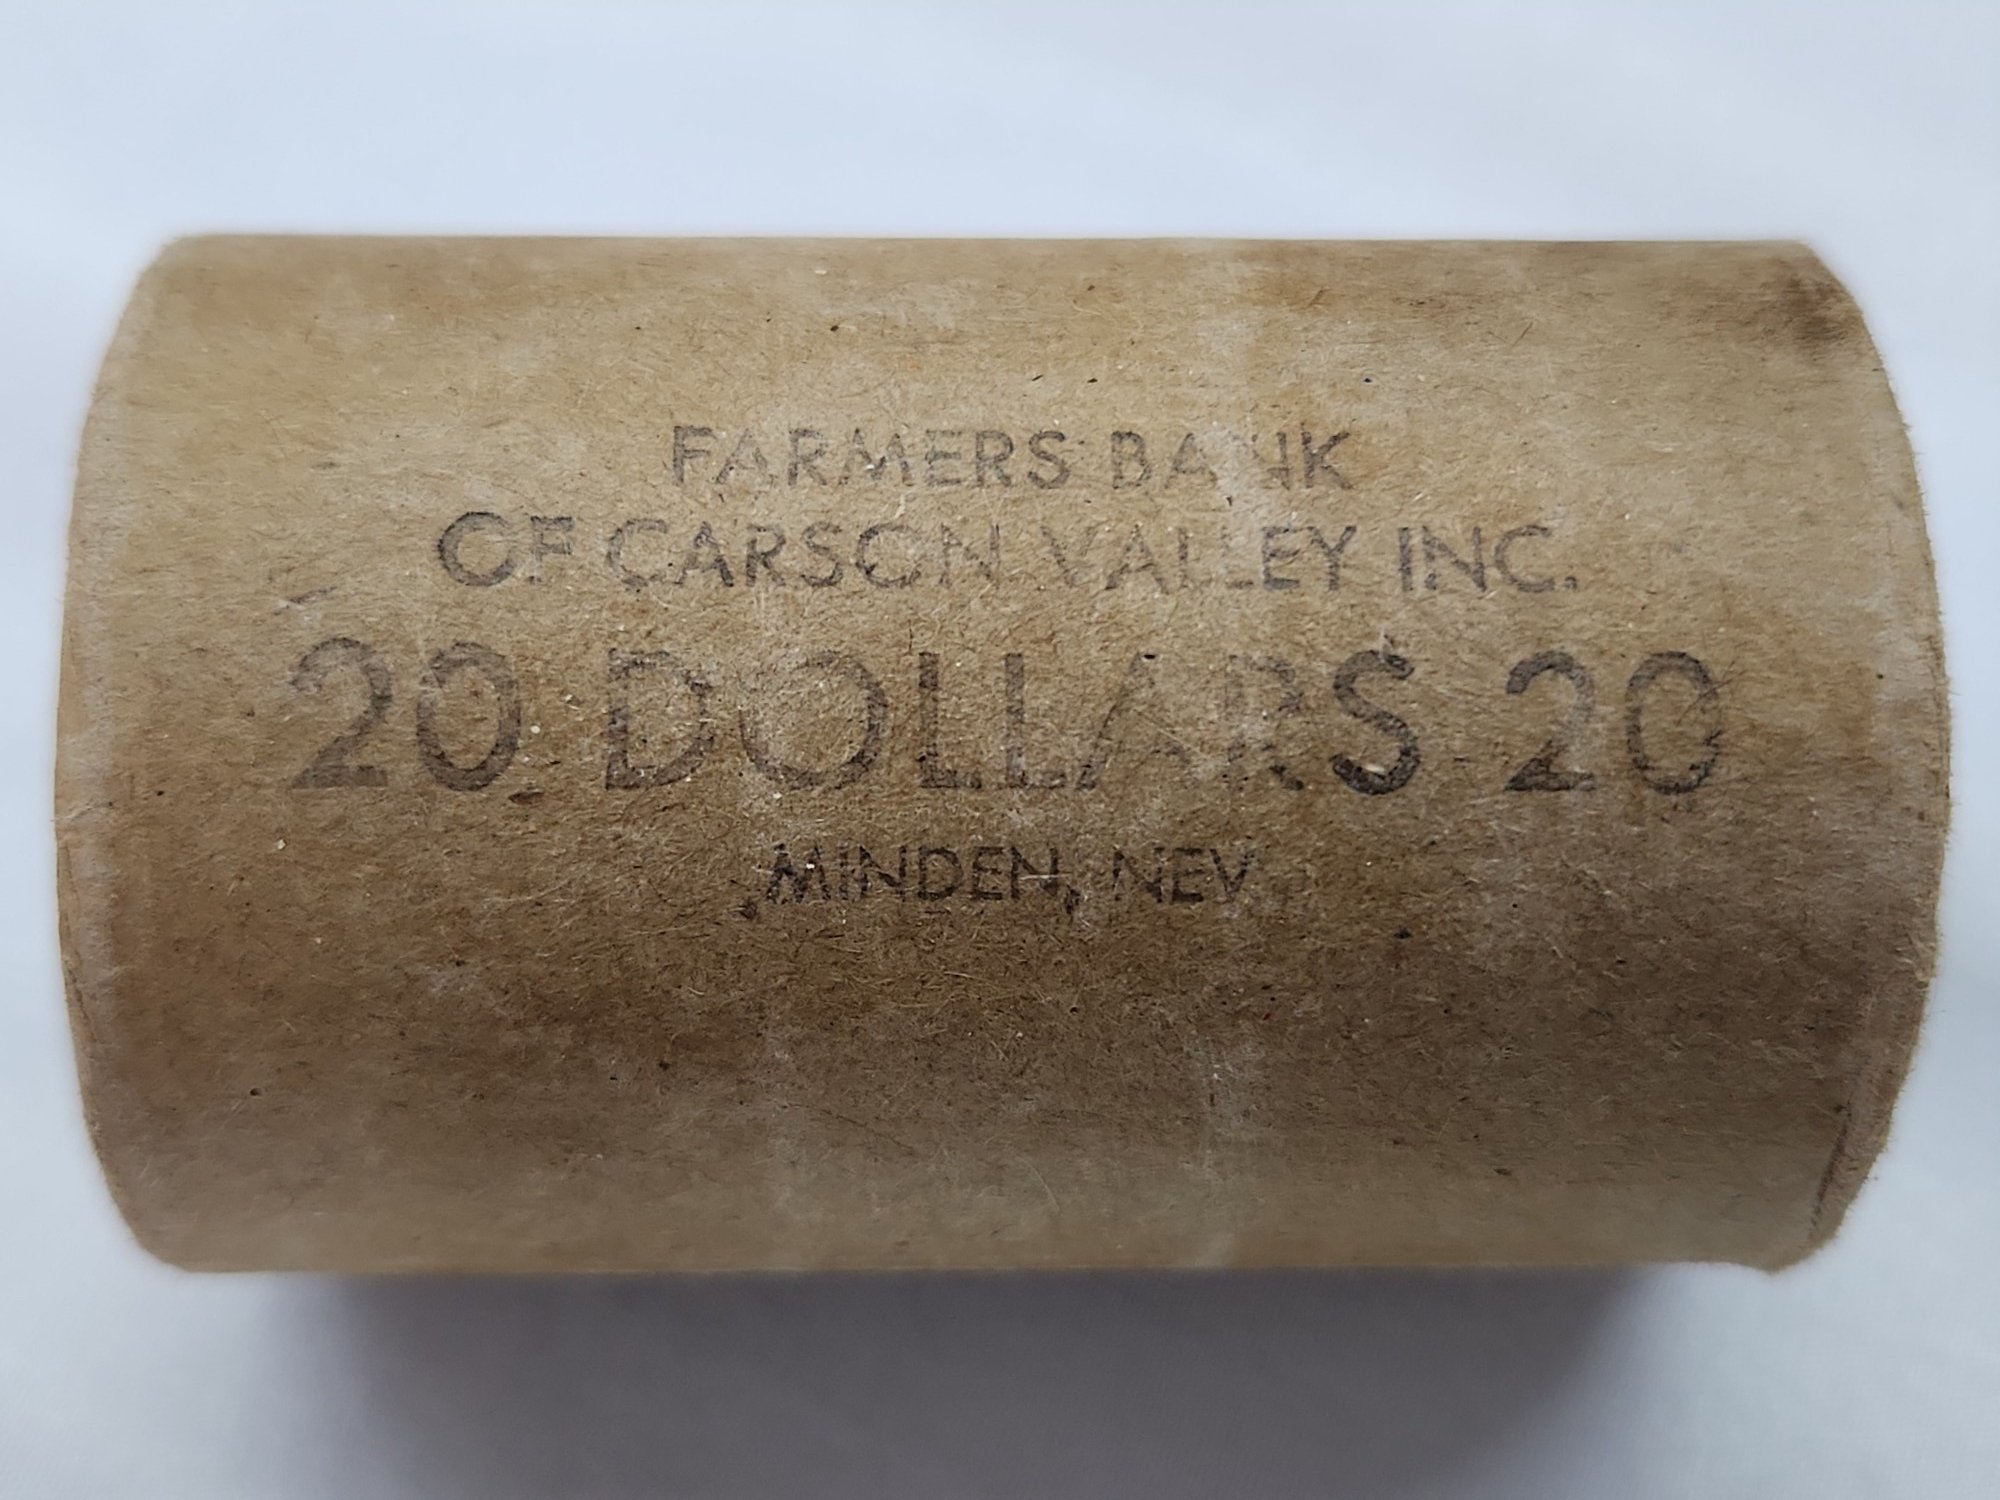 FARMERS BANK
OF CARSON VALLEY INC.
20 DOLLARS 20
MINDEN, NEV